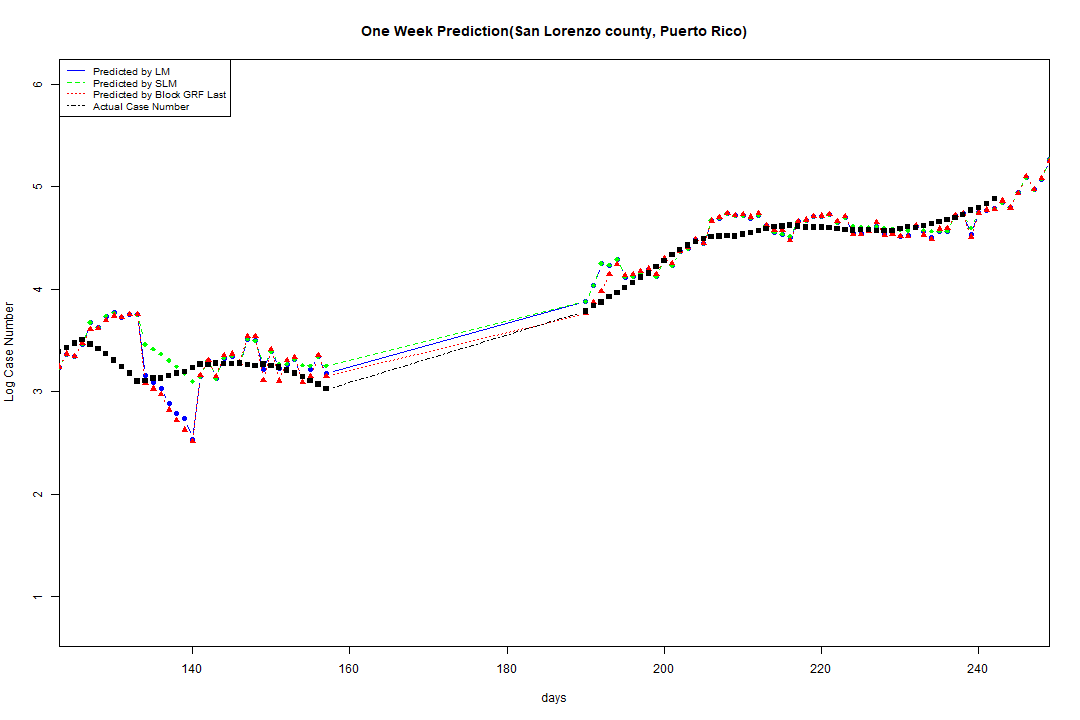 One Week Prediction(San Lorenzo county, Puerto Rico)
Predicted by LM
Predicted by SLM
Predicted by Block GRF Last
Actual Case Number
6
5
4
3
2
1
Log Case Number
140 160 180 200 220 240
days